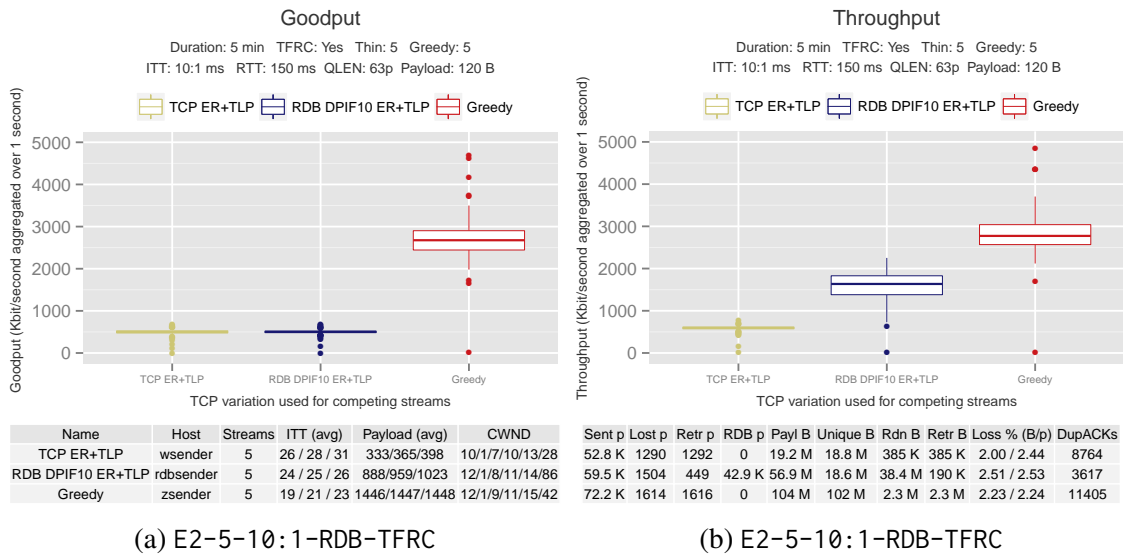 Goodput
Duration: 5 min TFRC: Yes Thin: 5 Greedy: 5
ITT: 10:1 ms RTT: 150 ms QLEN: 63p Payload: 120 B
TCP ER+TLP RDB DPIF10 ER+TLP Greedy
Goodput (Kbit/second aggregated over 1 second)
5000
4000
3000
2000
1000
0
TCP ER+TLP RDB DPIF10 ER+TLP Greedy
TCP variation used for competing streams
Name Host Streams ITT (avg) Payload (avg) CWND
TCP ER+TLP wsender 5 26 / 28 / 31 333/365/398 10/1/7/10/13/28
RDB DPIF10 ER+TLP rdbsender 5 24 / 25 / 26 888/959/1023 12/1/8/11/14/86
Greedy zsender 5 19 / 21 / 23 1446/1447/1448 12/1/9/11/15/42
(a) E2-5-10:1-RDB-TFRC
Throughput
Duration: 5 min TFRC: Yes Thin: 5 Greedy: 5
ITT: 10:1 ms RTT: 150 ms QLEN: 63p Payload: 120 B
TCP ER+TLP RDB DPIF10 ER+TLP Greedy
Throughput (Kbit/second aggregated over 1 second)
5000
4000
3000
2000
1000
0
TCP ER+TLP RDB DPIF10 ER+TLP Greedy
TCP variation used for competing streams
Sent p Lost p Retr p RDB p Payl B Unique B Rdn B Retr B Loss % (B/p) DupACKs
52.8 K 1290 1292 0 19.2 M 18.8 M 385 K 385 K 2.00 / 2.44 8764
59.5 K 1504 449 42.9 K 56.9 M 18.6 M 38.4 M 190 K 2.51 / 2.53 3617
72.2 K 1614 1616 0 104 M 102 M 2.3 M 2.3 M 2.23 / 2.24 11405
(b) E2-5-10:1-RDB-TFRC